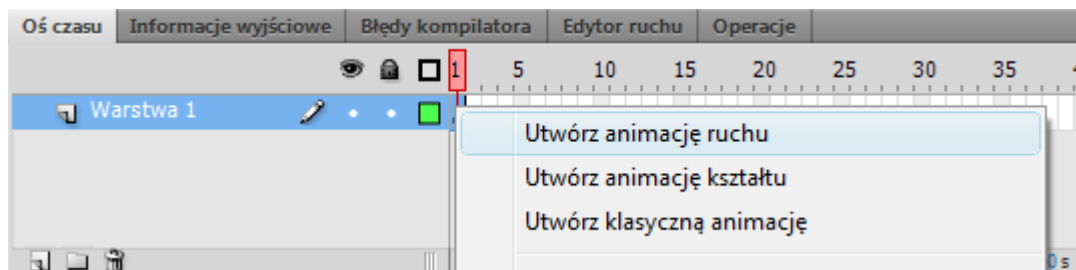 Oś czasu Informacje wyjściowe Błędy kompilatora Edytor ruchu Operacje
1 5 10 15 20 25 30 35
Warstwa 1
Utwórz animację ruchu
Utwórz animację kształtu
Utwórz klasyczną animację
0 s